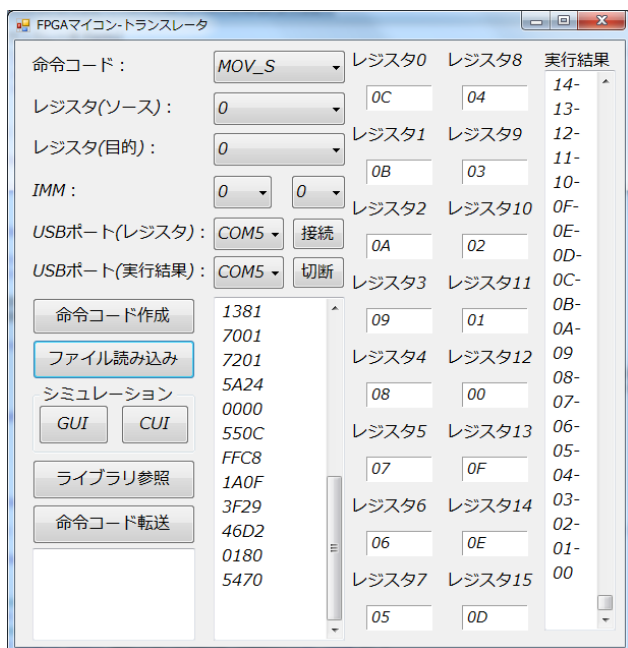 FPGAマイコン-トランスレータ
命令コード：
MOV_S
レジスタ(ソース)：
0
レジスタ(目的)：
0
IMM：
0
0
USBポート(レジスタ)：
COM5
接続
USBポート(実行結果)：
COM5
切断
命令コード作成
ファイル読み込み
シミュレーション
GUI
CUI
ライブラリ参照
命令コード転送
1381
7001
7201
5A24
0000
550C
FFC8
1A0F
3F29
46D2
0180
5470
レジスタ0
0C
レジスタ1
0B
レジスタ2
0A
レジスタ3
09
レジスタ4
08
レジスタ5
07
レジスタ6
06
レジスタ7
05
レジスタ8
04
レジスタ9
03
レジスタ10
02
レジスタ11
01
レジスタ12
00
レジスタ13
0F
レジスタ14
0E
レジスタ15
0D
実行結果
14-
13-
12-
11-
10-
0F-
0E-
0D-
0C-
0B-
0A-
09
08-
07-
06-
05-
04-
03-
02-
01-
00